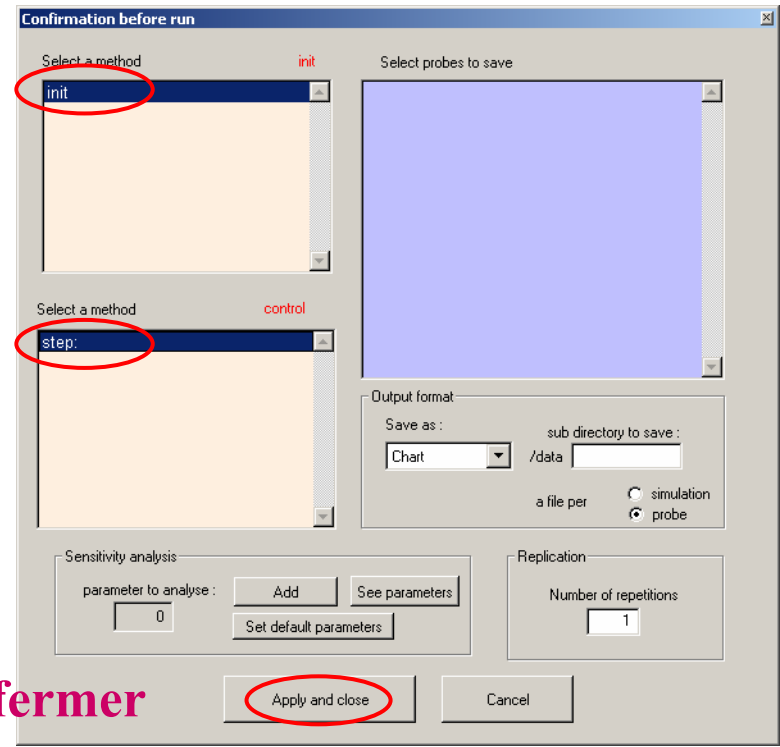 Confirmation before run
Select a method init
init
Select probes to save
Select a method control
step:
Output format
Save as :
Chart
sub directory to save :
/data
a file per
simulation
probe
Sensitivity analysis
parameter to analyse :
0
Add
See parameters
Set default parameters
Replication
Number of repetitions
1
fermer
Apply and close
Cancel